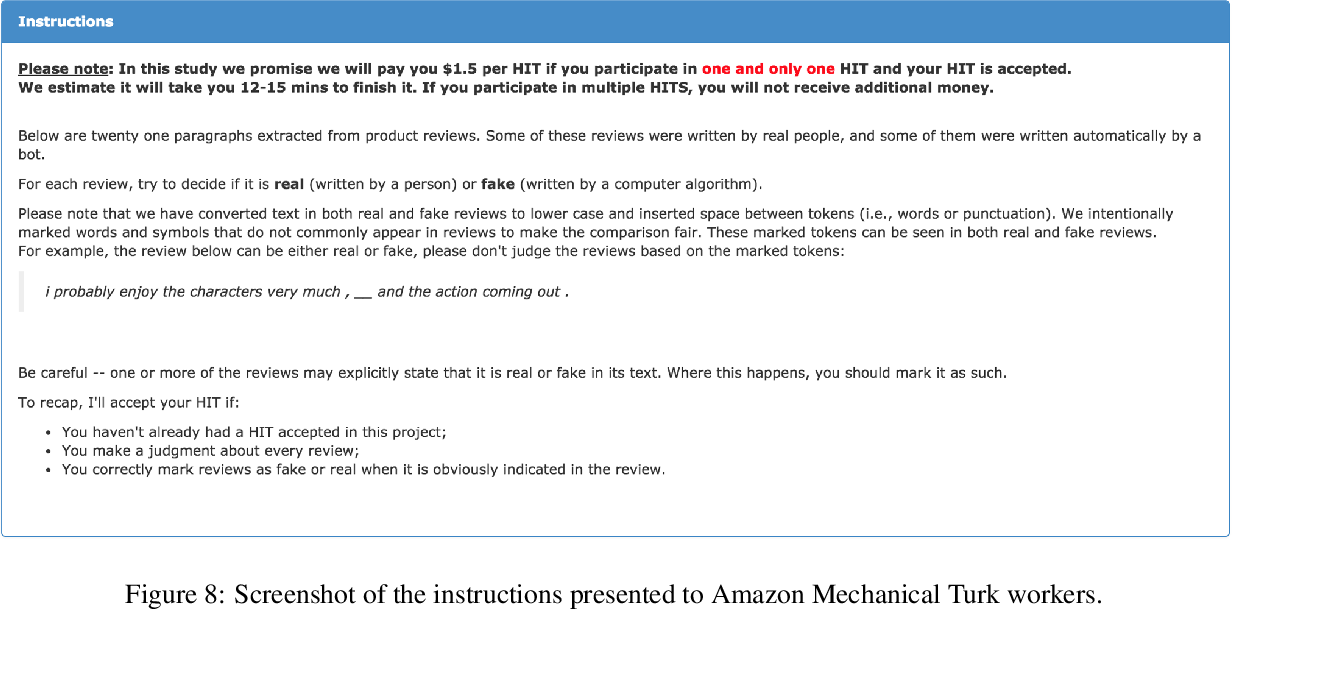 Instructions
Please note: In this study we promise we will pay you $1.5 per HIT if you participate in one and only one HIT and your HIT is accepted.
We estimate it will take you 12-15 mins to finish it. If you participate in multiple HITS, you will not receive additional money.
Below are twenty one paragraphs extracted from product reviews. Some of these reviews were written by real people, and some of them were written automatically by a
bot.
For each review, try to decide if it is real (written by a person) or fake (written by a computer algorithm).
Please note that we have converted text in both real and fake reviews to lower case and inserted space between tokens (i.e., words or punctuation). We intentionally
marked words and symbols that do not commonly appear in reviews to make the comparison fair. These marked tokens can be seen in both real and fake reviews.
For example, the review below can be either real or fake, please don't judge the reviews based on the marked tokens:
i probably enjoy the characters very much , __ and the action coming out .
Be careful -- one or more of the reviews may explicitly state that it is real or fake in its text. Where this happens, you should mark it as such.
To recap, I'll accept your HIT if:
• You haven't already had a HIT accepted in this project;
• You make a judgment about every review;
• You correctly mark reviews as fake or real when it is obviously indicated in the review.
Figure 8: Screenshot of the instructions presented to Amazon Mechanical Turk workers.